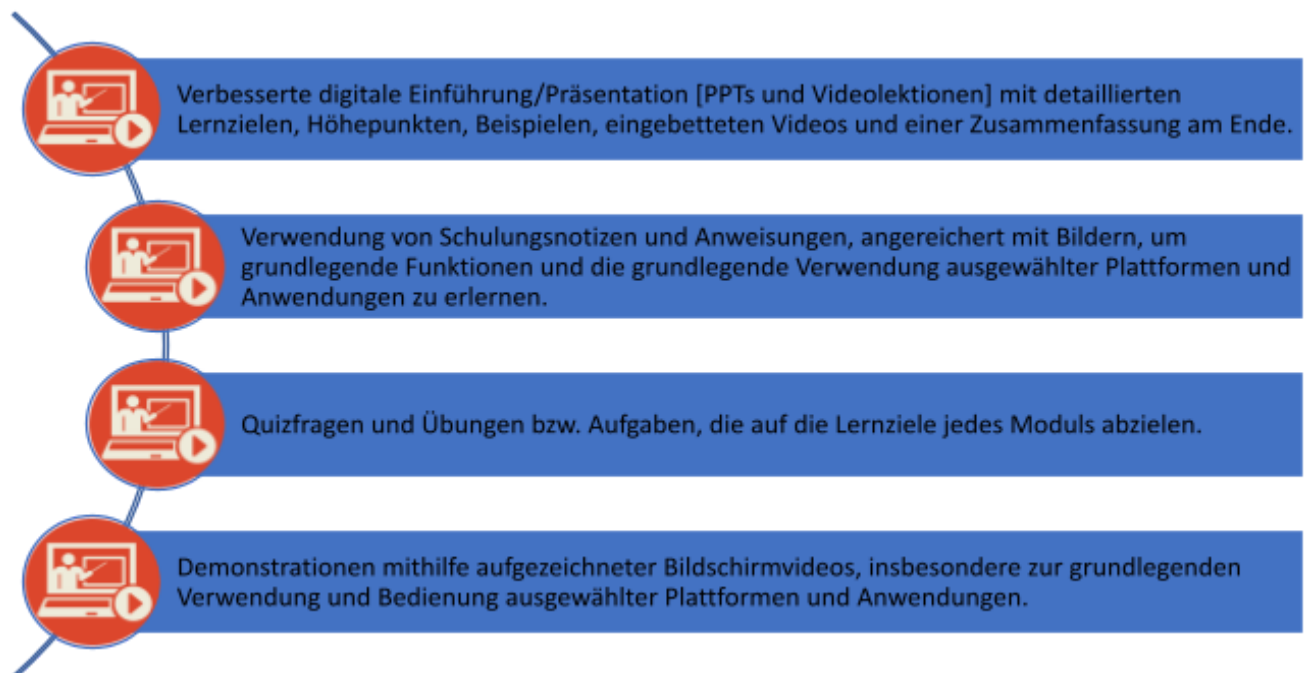 Verbesserte digitale Einführung/Präsentation [PPTs und Videolektionen] mit detaillierten
Lernzielen, Höhepunkten, Beispielen, eingebetteten Videos und einer Zusammenfassung am Ende.
Verwendung von Schulungsnotizen und Anweisungen, angereichert mit Bildern, um
grundlegende Funktionen und die grundlegende Verwendung ausgewählter Plattformen und
Anwendungen zu erlernen.
Quizfragen und Übungen bzw. Aufgaben, die auf die Lernziele jedes Moduls abzielen.
Demonstrationen mithilfe aufgezeichneter Bildschirmvideos, insbesondere zur grundlegenden
Verwendung und Bedienung ausgewählter Plattformen und Anwendungen.